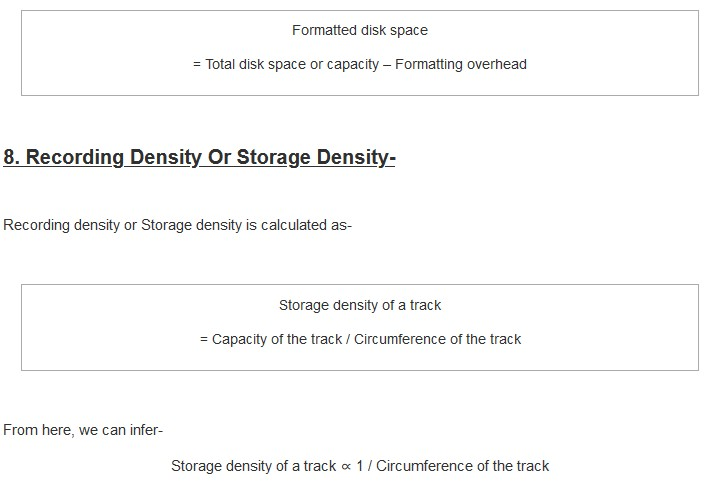 Formatted disk space
= Total disk space or capacity – Formatting overhead
8. Recording Density Or Storage Density-
Recording density or Storage density is calculated as-
Storage density of a track
= Capacity of the track / Circumference of the track
From here, we can infer-
Storage density of a track ∝ 1 / Circumference of the track